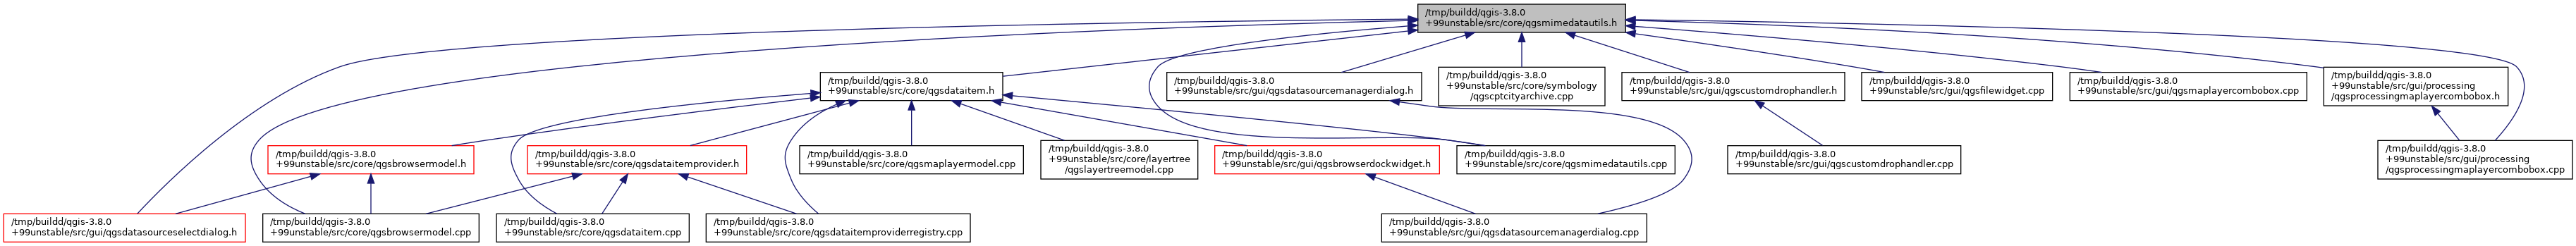 /tmp/buildd/qgis-3.8.0
+99unstable/src/core/qgsmimedatautils.h
/tmp/buildd/qgis-3.8.0
+99unstable/src/core/qgsdataitem.h
/tmp/buildd/qgis-3.8.0
+99unstable/src/gui/qgsdatasourcemanagerdialog.h
/tmp/buildd/qgis-3.8.0
+99unstable/src/core/symbology
/qgscptcityarchive.cpp
/tmp/buildd/qgis-3.8.0
+99unstable/src/gui/qgscustomdrophandler.h
/tmp/buildd/qgis-3.8.0
+99unstable/src/gui/qgsfilewidget.cpp
/tmp/buildd/qgis-3.8.0
+99unstable/src/gui/qgsmaplayercombobox.cpp
/tmp/buildd/qgis-3.8.0
+99unstable/src/gui/processing
/qgsprocessingmaplayercombobox.h
/tmp/buildd/qgis-3.8.0
+99unstable/src/core/qgsbrowsermodel.h
/tmp/buildd/qgis-3.8.0
+99unstable/src/core/qgsdataitemprovider.h
/tmp/buildd/qgis-3.8.0
+99unstable/src/core/qgsmaplayermodel.cpp
/tmp/buildd/qgis-3.8.0
+99unstable/src/core/layertree
/qgslayertreemodel.cpp
/tmp/buildd/qgis-3.8.0
+99unstable/src/gui/qgsbrowserdockwidget.h
/tmp/buildd/qgis-3.8.0
+99unstable/src/core/qgsmimedatautils.cpp
/tmp/buildd/qgis-3.8.0
+99unstable/src/gui/qgscustomdrophandler.cpp
/tmp/buildd/qgis-3.8.0
+99unstable/src/gui/processing
/qgsprocessingmaplayercombobox.cpp
/tmp/buildd/qgis-3.8.0
+99unstable/src/gui/qgsdatasourceselectdialog.h
/tmp/buildd/qgis-3.8.0
+99unstable/src/core/qgsbrowsermodel.cpp
/tmp/buildd/qgis-3.8.0
+99unstable/src/core/qgsdataitem.cpp
/tmp/buildd/qgis-3.8.0
+99unstable/src/core/qgsdataitemproviderregistry.cpp
/tmp/buildd/qgis-3.8.0
+99unstable/src/gui/qgsdatasourcemanagerdialog.cpp